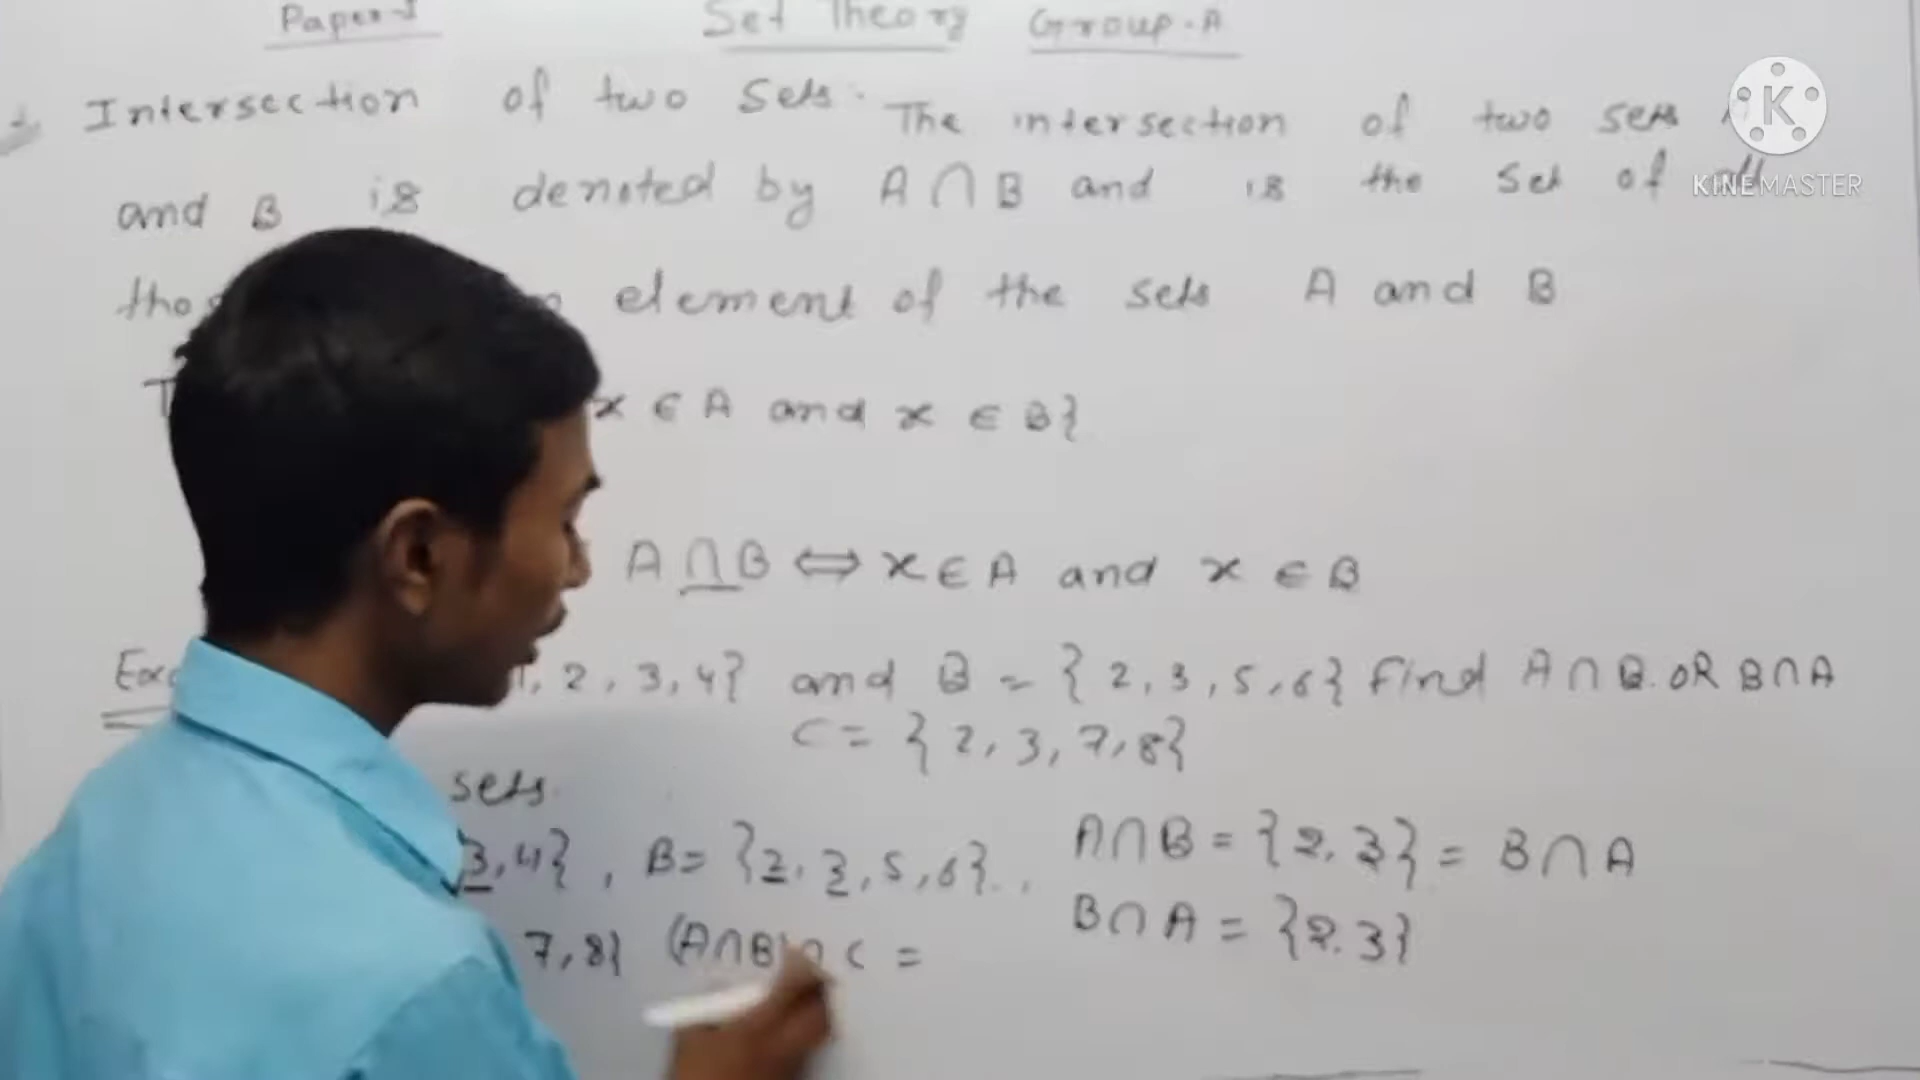 Paper-I Set Theory Group-A
Intersection of two sets. The intersection of two sets
and B is denoted by A ∩ B and is the set of all
element of the sets A and B
x ∈ A and x ∈ B}
A ∩ B ⇔ x ∈ A and x ∈ B
1, 2, 3, 4} and B = {2, 3, 5, 6} Find A ∩ B. OR B ∩ A
C = {2, 3, 7, 8}
sets.
3, 4}, B = {2, 3, 5, 6}.,
7, 8} (A∩B)∩C =
A∩B = {2, 3} = B∩A
B∩A = {2.3}
K
KINEMASTER